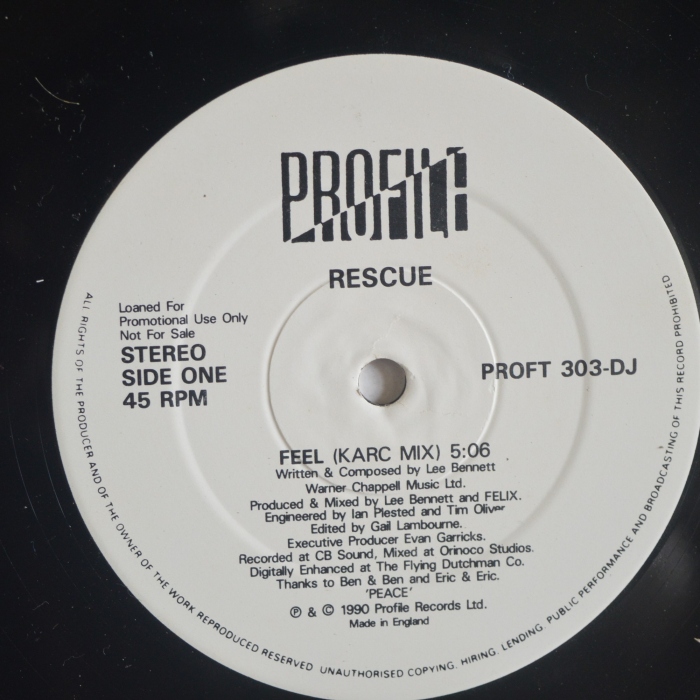 PROFILE
RESCUE
Loaned For
Promotional Use Only
Not For Sale
STEREO
SIDE ONE
45 RPM
PROFT 303-DJ
FEEL (KARC MIX) 5:06
Written & Composed by Lee Bennett
Warner Chappell Music Ltd.
Produced & Mixed by Lee Bennett and FELIX.
Engineered by Ian Plested and Tim Oliver
Edited by Gail Lambourne.
Executive Producer Evan Garricks.
Recorded at CB Sound, Mixed at Orinoco Studios.
Digitally Enhanced at The Flying Dutchman Co.
Thanks to Ben & Ben and Eric & Eric.
'PEACE'
℗ & © 1990 Profile Records Ltd.
Made in England
ALL RIGHTS OF THE PRODUCER AND OF THE OWNER OF THE WORK REPRODUCED RESERVED UNAUTHORISED COPYING, HIRING, LENDING, PUBLIC PERFORMANCE AND BROADCASTING OF THIS RECORD PROHIBITED